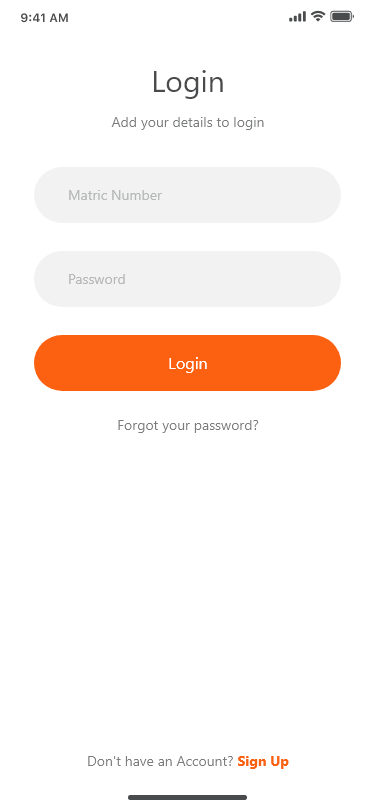 9:41 AM
Login
Add your details to login
Matric Number
Password
Login
Forgot your password?
Don't have an Account? Sign Up